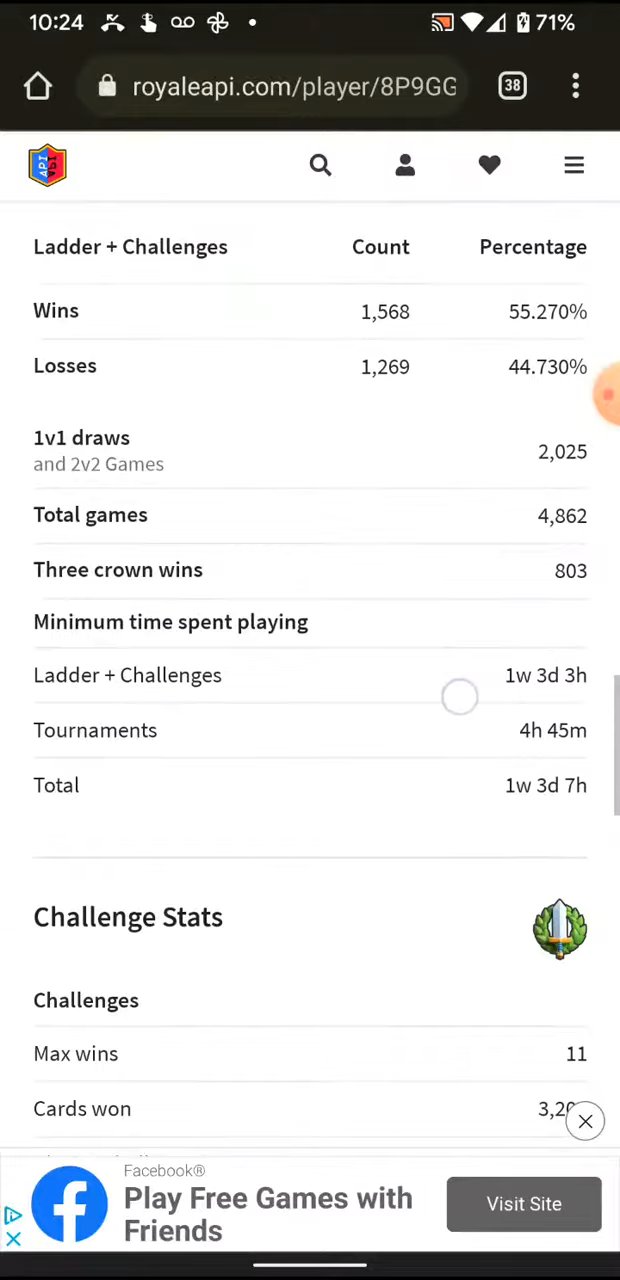 10:24
71%
royaleapi.com/player/8P9GG
38
API
Ladder + Challenges Count Percentage
Wins 1,568 55.270%
Losses 1,269 44.730%
1v1 draws
and 2v2 Games 2,025
Total games 4,862
Three crown wins 803
Minimum time spent playing
Ladder + Challenges 1w 3d 3h
Tournaments 4h 45m
Total 1w 3d 7h
Challenge Stats
Challenges
Max wins 11
Cards won
Facebook®
Play Free Games with
Friends
Visit Site